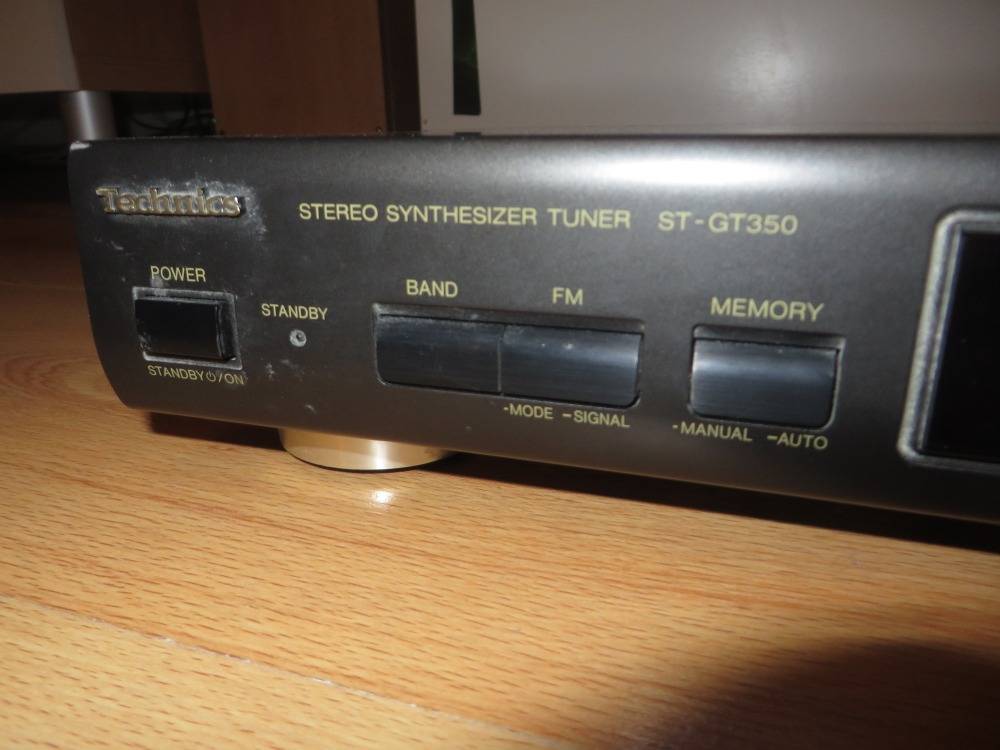 Technics
STEREO SYNTHESIZER TUNER ST-GT350
POWER
STANDBY ⏻/ON
STANDBY
BAND
FM
-MODE -SIGNAL
MEMORY
-MANUAL -AUTO